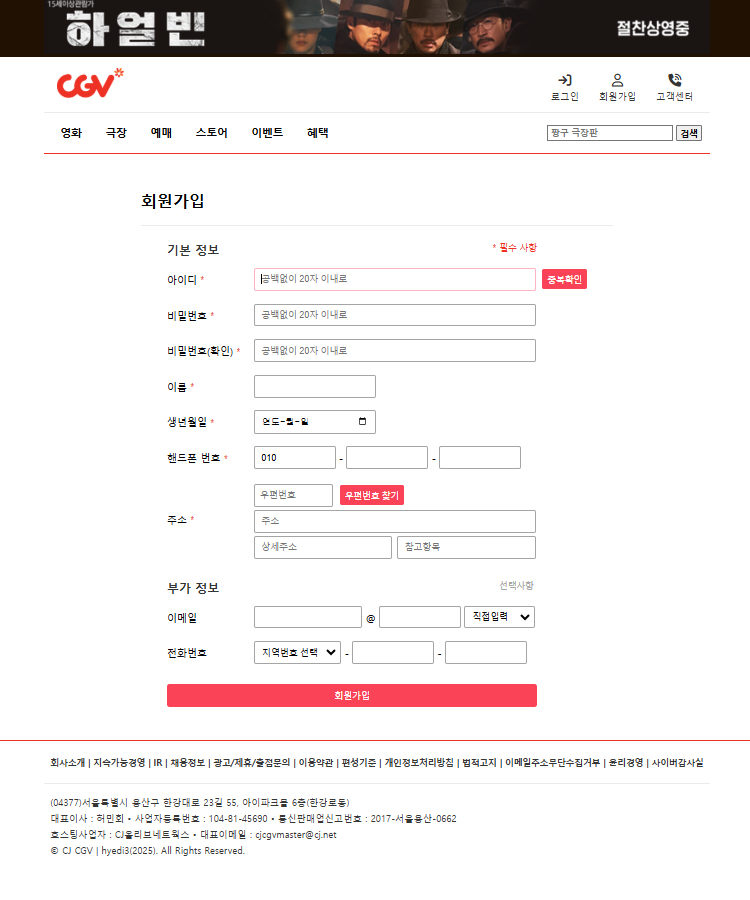 15세이상관람가
하얼빈
절찬상영중
CGV
로그인 회원가입 고객센터
영화 극장 예매 스토어 이벤트 혜택
짱구 극장판 검색
회원가입
기본 정보 * 필수 사항
아이디 * 공백없이 20자 이내로 중복확인
비밀번호 * 공백없이 20자 이내로
비밀번호(확인) * 공백없이 20자 이내로
이름 *
생년월일 * 연도-월-일
핸드폰 번호 * 010 - -
우편번호 우편번호 찾기
주소 * 주소
상세주소 참고항목
부가 정보 선택사항
이메일 @ 직접입력
전화번호 지역번호 선택 - -
회원가입
회사소개 | 지속가능경영 | IR | 채용정보 | 광고/제휴/출점문의 | 이용약관 | 편성기준 | 개인정보처리방침 | 법적고지 | 이메일주소무단수집거부 | 윤리경영 | 사이버감사실
(04377)서울특별시 용산구 한강대로 23길 55, 아이파크몰 6층(한강로동)
대표이사 : 허민회 • 사업자등록번호 : 104-81-45690 • 통신판매업신고번호 : 2017-서울용산-0662
호스팅사업자 : CJ올리브네트웍스 • 대표이메일 : cjcgvmaster@cj.net
© CJ CGV | hyedi3(2025). All Rights Reserved.